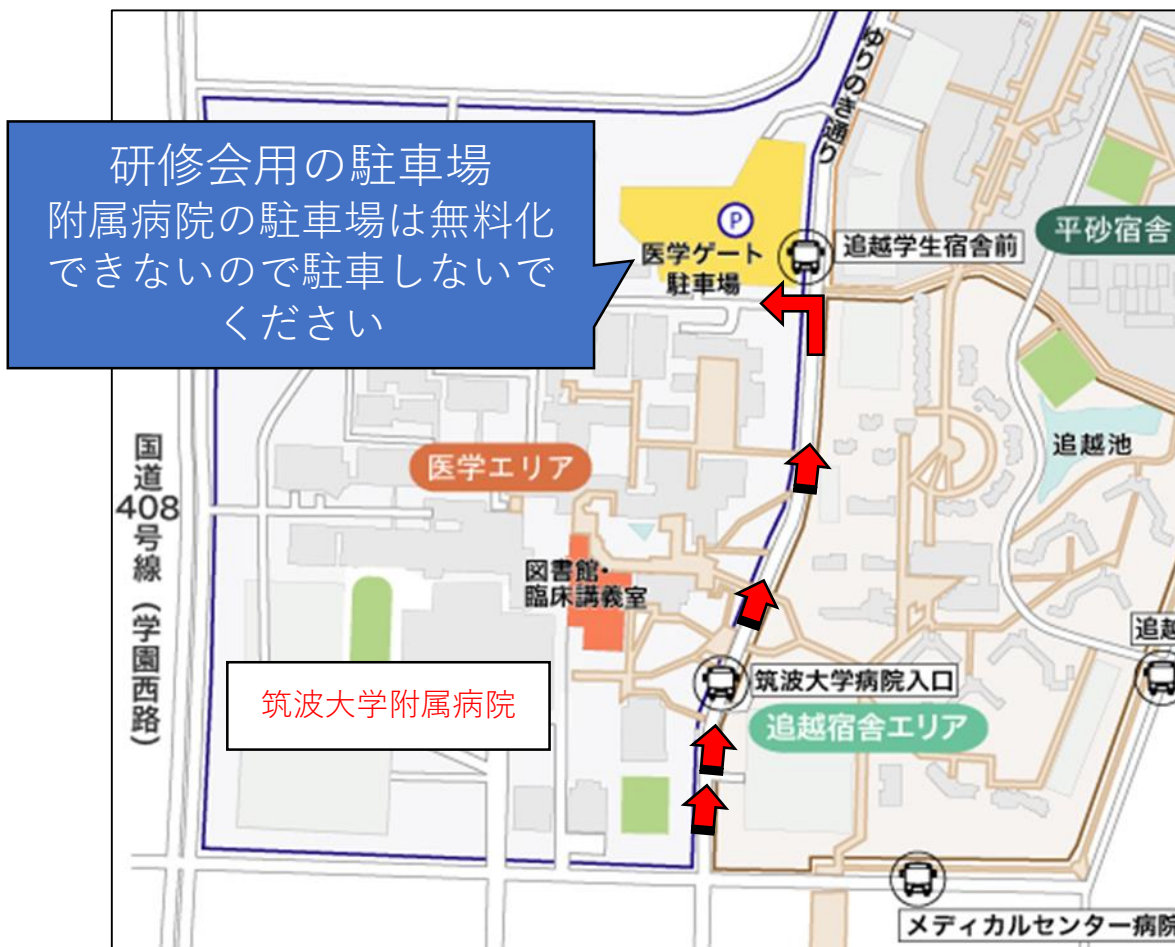 ゆりのき通り
研修会用の駐車場
附属病院の駐車場は無料化
できないので駐車しないで
ください
P
医学ゲート
駐車場
追越学生宿舎前
平砂宿舎
追越池
国道
408
号線（学園西路）
医学エリア
図書館・
臨床講義室
追越
筑波大学病院入口
筑波大学附属病院
追越宿舎エリア
メディカルセンター病院